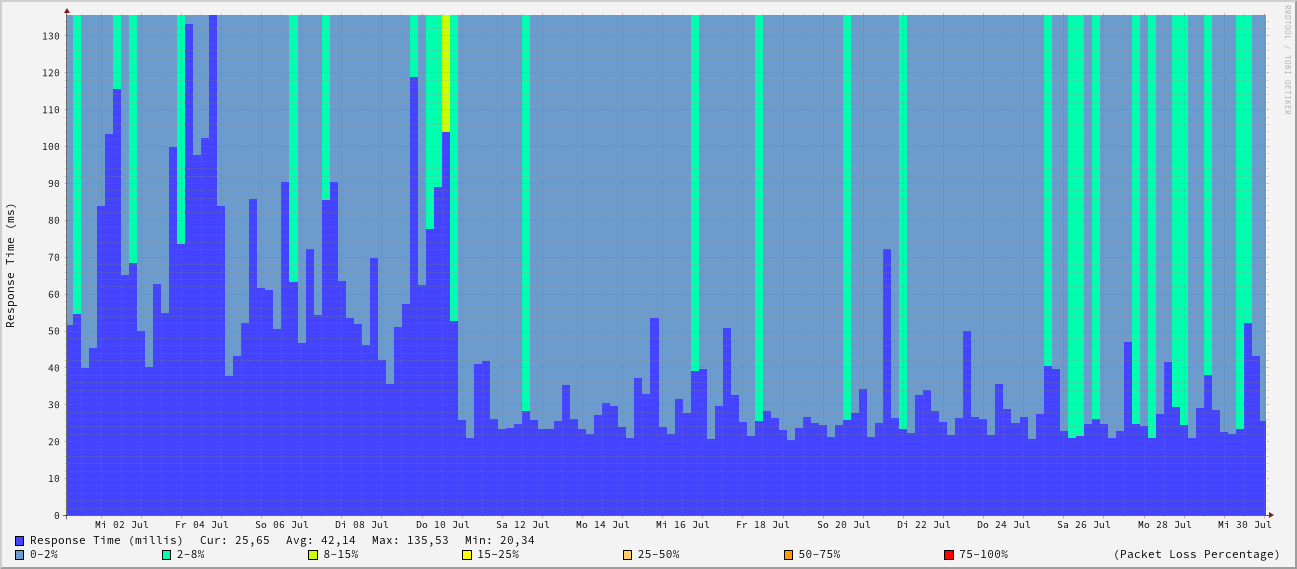 RRDTOOL / TOBI OETIKER
Response Time (ms)
130
120
110
100
90
80
70
60
50
40
30
20
10
0
Mi 02 Jul Fr 04 Jul So 06 Jul Di 08 Jul Do 10 Jul Sa 12 Jul Mo 14 Jul Mi 16 Jul Fr 18 Jul So 20 Jul Di 22 Jul Do 24 Jul Sa 26 Jul Mo 28 Jul Mi 30 Jul
Response Time (millis) Cur: 25,65 Avg: 42,14 Max: 135,53 Min: 20,34
0-2% 2-8% 8-15% 15-25% 25-50% 50-75% 75-100% (Packet Loss Percentage)